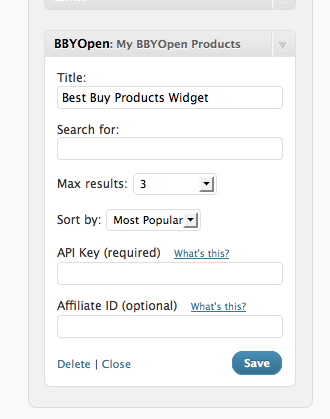 BBYOpen: My BBYOpen Products
Title:
Best Buy Products Widget
Search for:
Max results: 3
Sort by: Most Popular
API Key (required) What's this?
Affiliate ID (optional) What's this?
Delete | Close Save